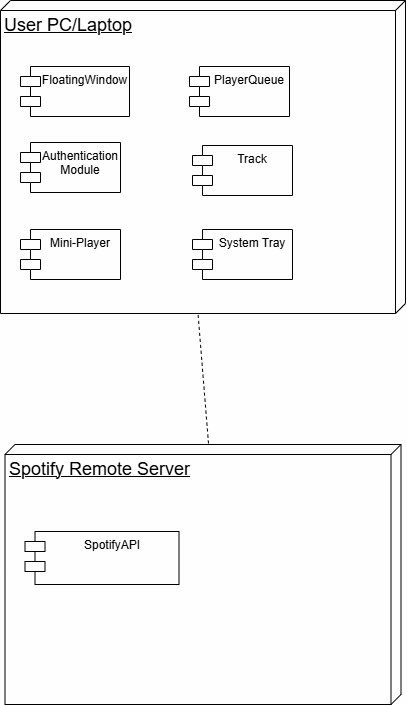 User PC/Laptop
FloatingWindow
PlayerQueue
Authentication
Module
Track
Mini-Player
System Tray
Spotify Remote Server
SpotifyAPI